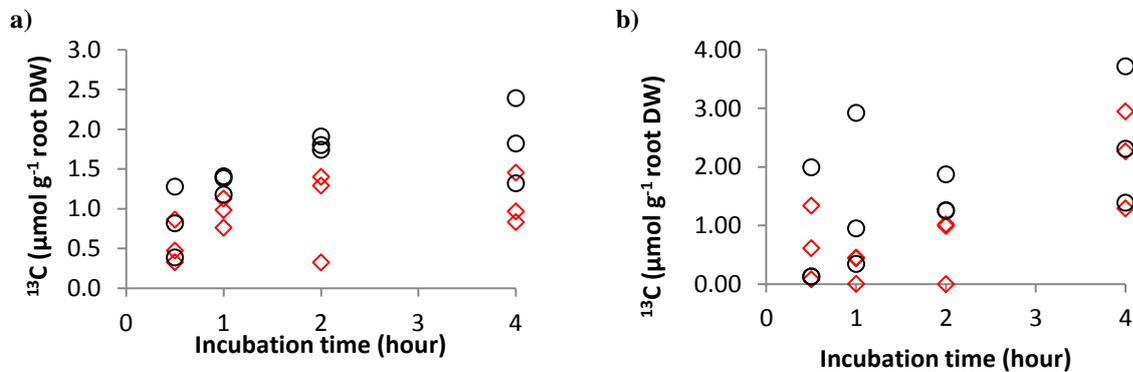 a)
¹³C (µmol g⁻¹ root DW)
3.0
2.5
2.0
1.5
1.0
0.5
0.0
0 1 2 3 4
Incubation time (hour)
b)
¹³C (µmol g⁻¹ root DW)
4.00
3.00
2.00
1.00
0.00
0 1 2 3 4
Incubation time (hour)